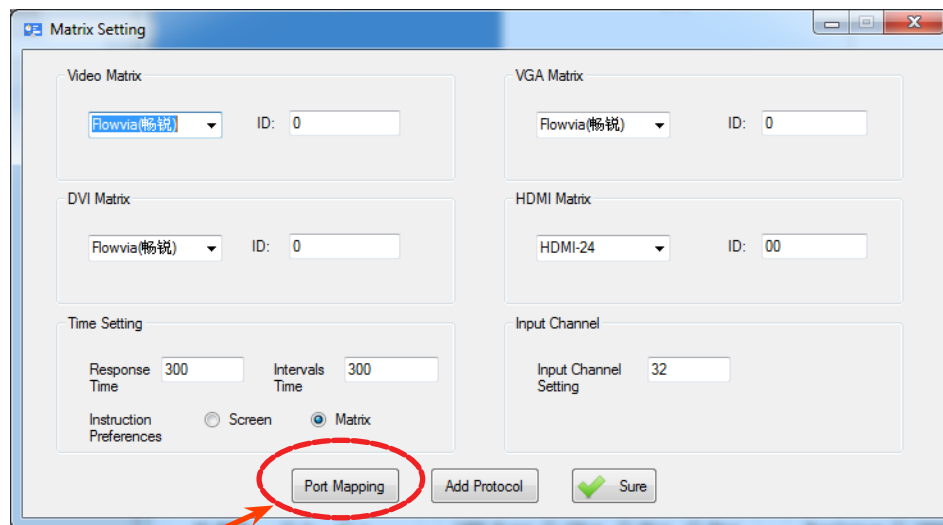 Matrix Setting
Video Matrix
Flowvia(畅锐)
ID: 0
VGA Matrix
Flowvia(畅锐)
ID: 0
DVI Matrix
Flowvia(畅锐)
ID: 0
HDMI Matrix
HDMI-24
ID: 00
Time Setting
Response Time 300
Intervals Time 300
Instruction Preferences Screen Matrix
Input Channel
Input Channel Setting 32
Port Mapping Add Protocol Sure